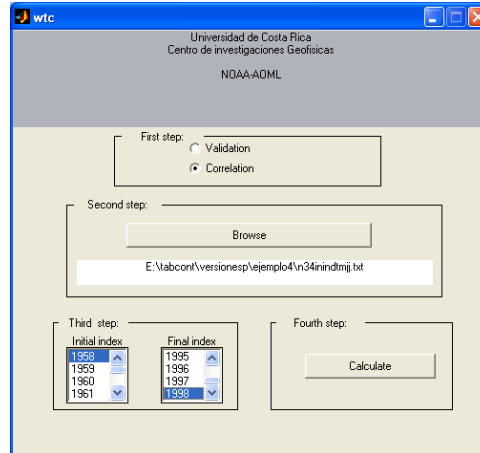 wtc
Universidad de Costa Rica
Centro de investigaciones Geofisicas
NOAA-AOML
First step:
Validation
Correlation
Second step:
Browse
E:\tabcont\versionesp\ejemplo4\n34inindtmjj.txt
Third step:
Initial index
1958
1959
1960
1961
Final index
1995
1996
1997
1998
Fourth step:
Calculate